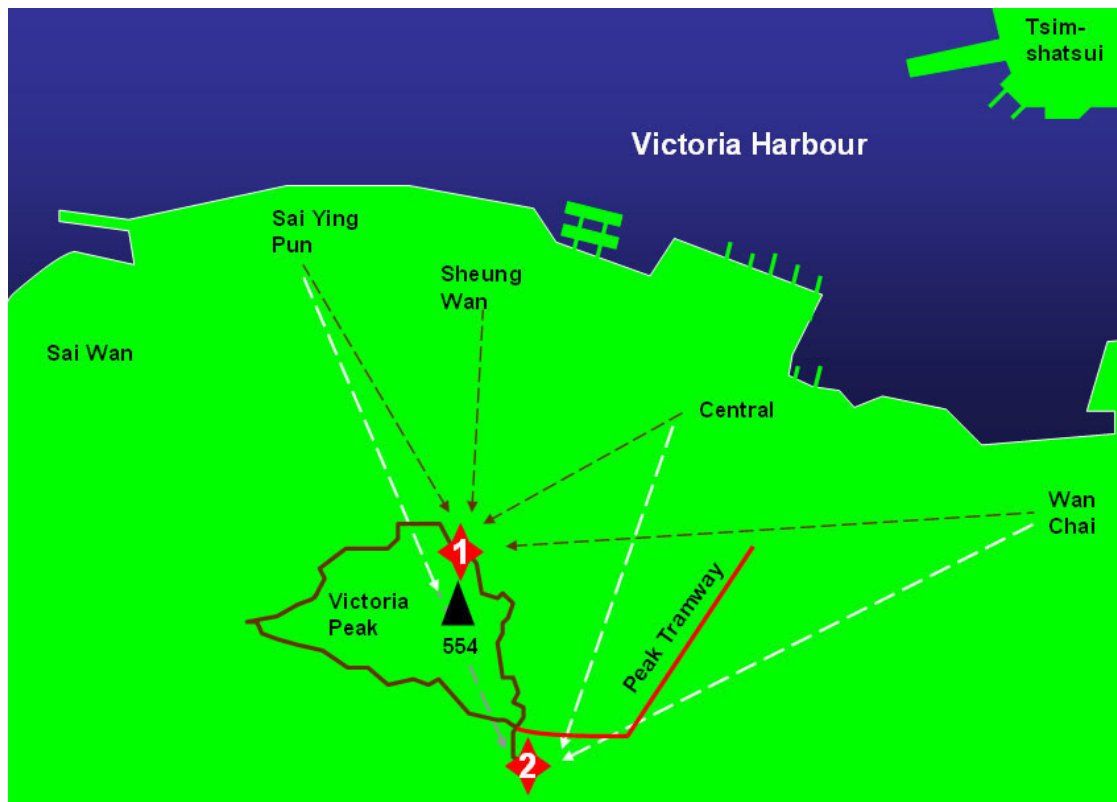 Tsim-
shatsui
Victoria Harbour
Sai Ying
Pun
Sheung
Wan
Sai Wan
Central
Wan
Chai
1
Victoria
Peak
554
Peak Tramway
2